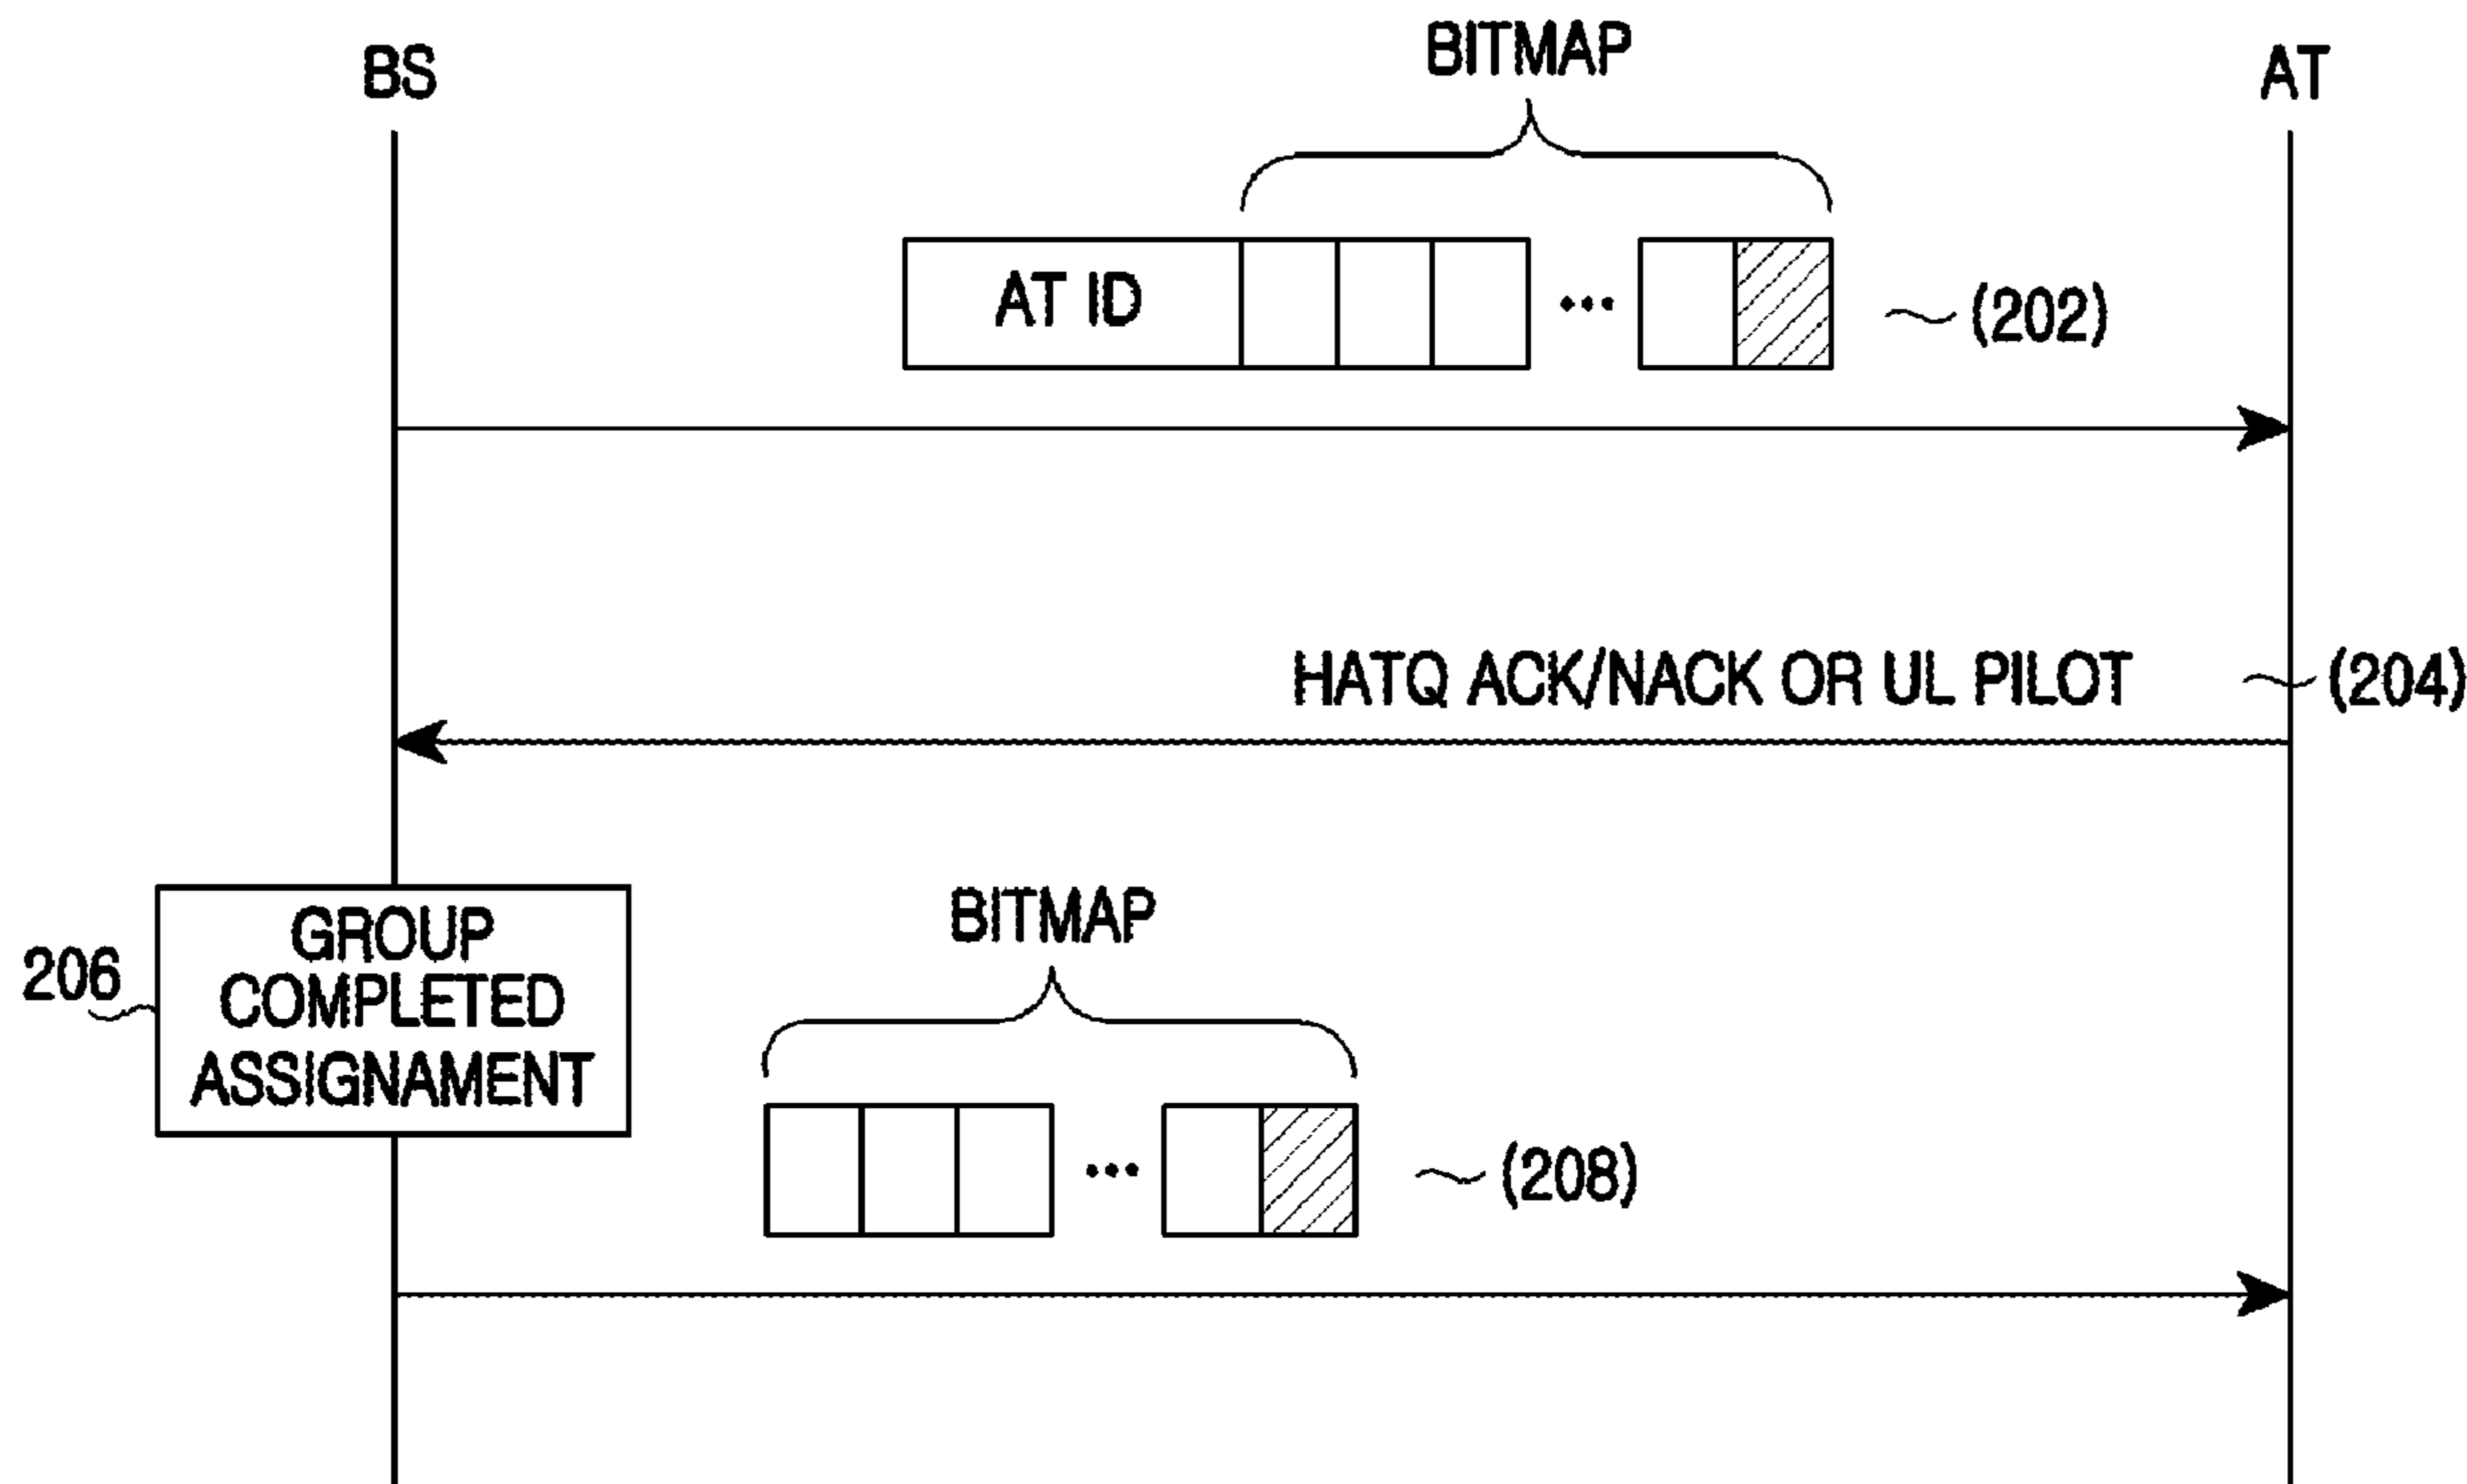 BITMAP
BS
AT
AT ID
•••
(202)
HATQ ACK/NACK OR UL PILOT
(204)
206
GROUP
COMPLETED
ASSIGNAMENT
BITMAP
•••
(208)